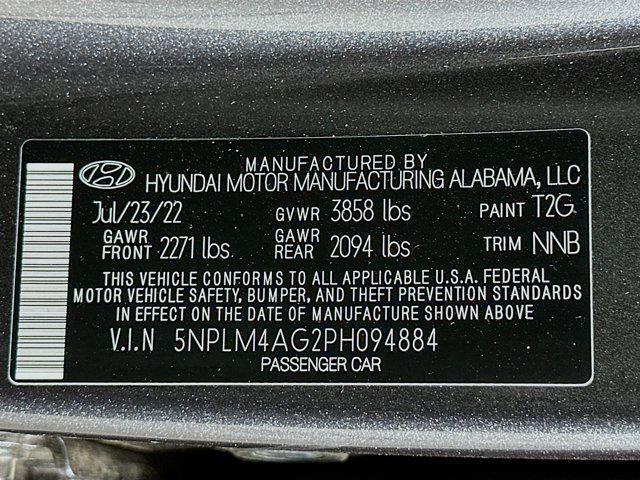 MANUFACTURED BY
HYUNDAI MOTOR MANUFACTURING ALABAMA, LLC
Jul/23/22 GVWR 3858 lbs PAINT T2G
GAWR FRONT 2271 lbs. GAWR REAR 2094 lbs TRIM NNB
THIS VEHICLE CONFORMS TO ALL APPLICABLE U.S.A. FEDERAL
MOTOR VEHICLE SAFETY, BUMPER, AND THEFT PREVENTION STANDARDS
IN EFFECT ON THE DATE OF MANUFACTURE SHOWN ABOVE
V.I.N 5NPLM4AG2PH094884
PASSENGER CAR